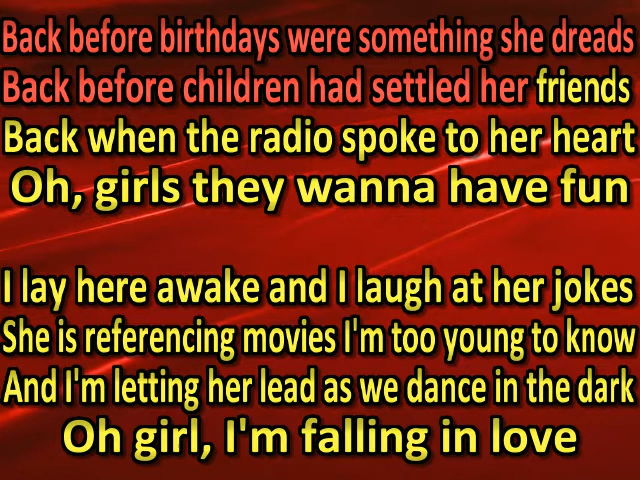 Back before birthdays were something she dreads
Back before children had settled her friends
Back when the radio spoke to her heart
Oh, girls they wanna have fun
I lay here awake and I laugh at her jokes
She is referencing movies I'm too young to know
And I'm letting her lead as we dance in the dark
Oh girl, I'm falling in love